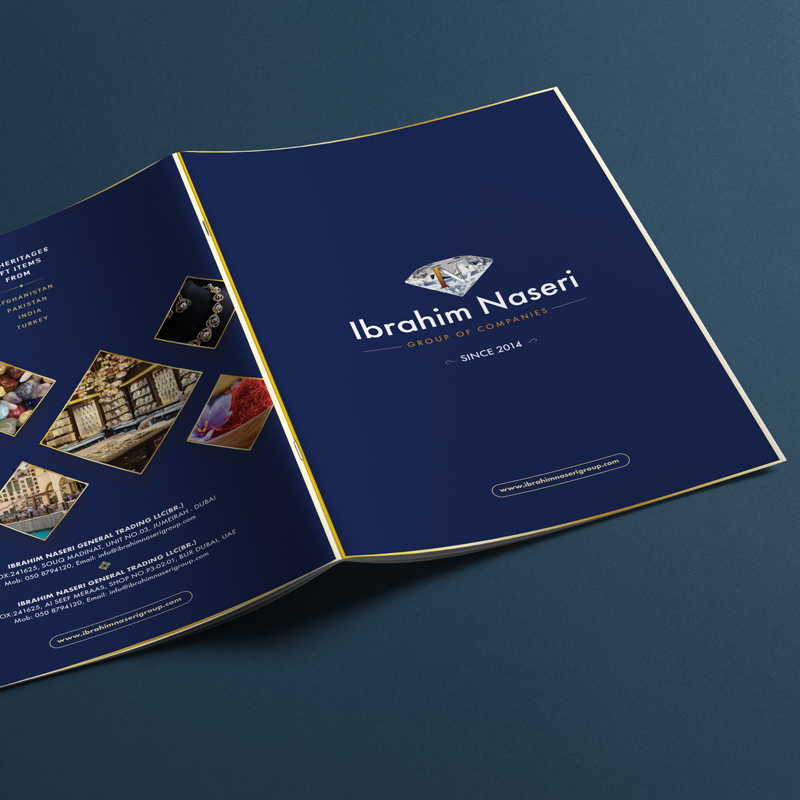 HERITAGEE
FT ITEMS
FROM
AFGHANISTAN
PAKISTAN
INDIA
TURKEY
IBRAHIM NASERI GENERAL TRADING LLC(BR.)
OX:241625, SOUQ MADINAT, UNIT NO.03, JUMEIRAH - DUBAI
Mob: 050 8794120, Email: info@ibrahimnaserigroup.com
IBRAHIM NASERI GENERAL TRADING LLC(BR.)
OX:241625, Al SEEF MERAAS, SHOP NO P3-02-01, BUR DUBAI, UAE
Mob: 050 8794120, Email: info@ibrahimnaserigroup.com
www.ibrahimnaserigroup.com
IN
Ibrahim Naseri
GROUP OF COMPANIES
SINCE 2014
www.ibrahimnaserigroup.com